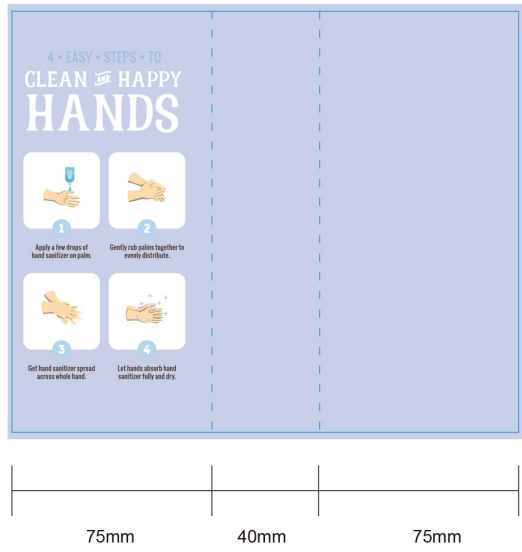 4 • EASY • STEPS • TO
CLEAN AND HAPPY
HANDS
1
2
Apply a few drops of
hand sanitizer on palm.
Gently rub palms together to
evenly distribute.
3
4
Get hand sanitizer spread
across whole hand.
Let hands absorb hand
sanitizer fully and dry.
75mm
40mm
75mm